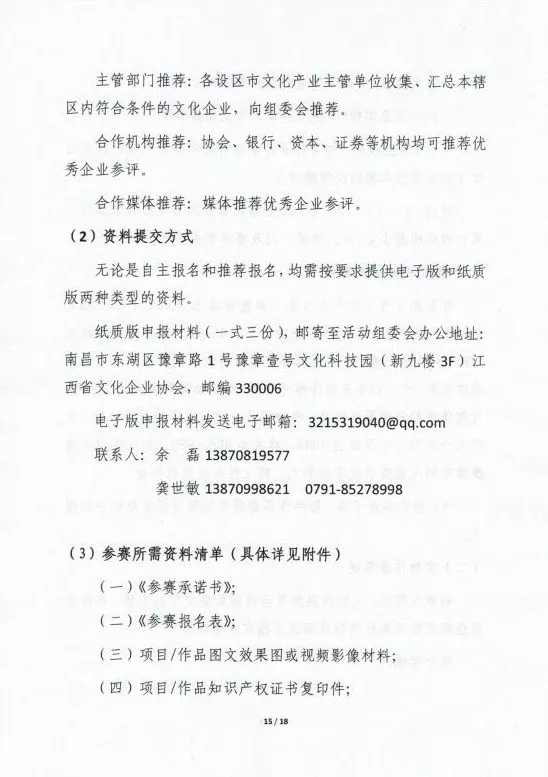 主管部门推荐：各设区市文化产业主管单位收集、汇总本辖
区内符合条件的文化企业，向组委会推荐。
合作机构推荐：协会、银行、资本、证券等机构均可推荐优
秀企业参评。
合作媒体推荐：媒体推荐优秀企业参评。
（2）资料提交方式
无论是自主报名和推荐报名，均需按要求提供电子版和纸质
版两种类型的资料。
纸质版申报材料（一式三份），邮寄至活动组委会办公地址：
南昌市东湖区豫章路 1 号豫章壹号文化科技园（新九楼 3F）江
西省文化企业协会，邮编 330006
电子版申报材料发送电子邮箱：3215319040@qq.com
联系人：余　磊 13870819577
龚世敏 13870998621　0791-85278998
（3）参赛所需资料清单（具体详见附件）
（一）《参赛承诺书》；
（二）《参赛报名表》；
（三）项目/作品图文效果图或视频影像材料；
（四）项目/作品知识产权证书复印件；
15 / 18